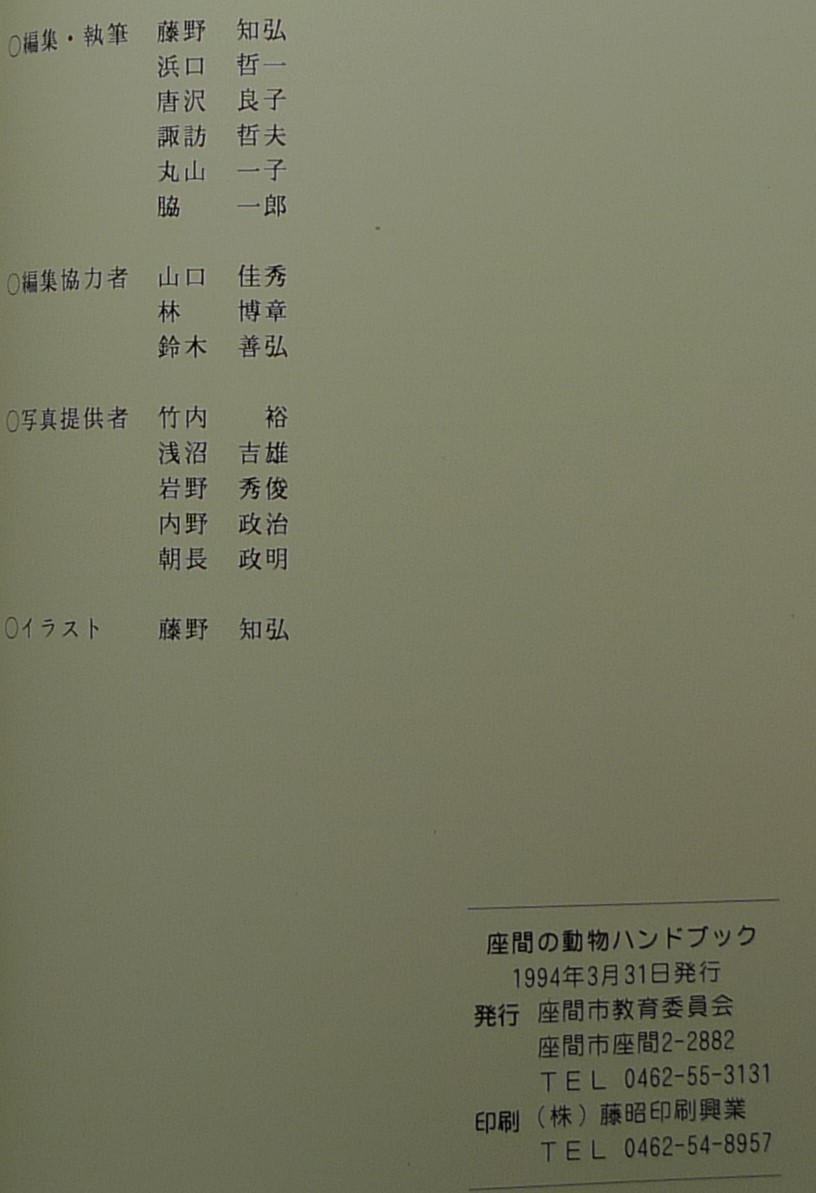 ○編集・執筆 藤野 知弘
浜口 哲一
唐沢 良子
諏訪 哲夫
丸山 一子
脇 一郎
○編集協力者 山口 佳秀
林 博章
鈴木 善弘
○写真提供者 竹内 裕
浅沼 吉雄
岩野 秀俊
内野 政治
朝長 政明
○イラスト 藤野 知弘
座間の動物ハンドブック
1994年3月31日発行
発行 座間市教育委員会
座間市座間2-2882
TEL 0462-55-3131
印刷 (株)藤昭印刷興業
TEL 0462-54-8957